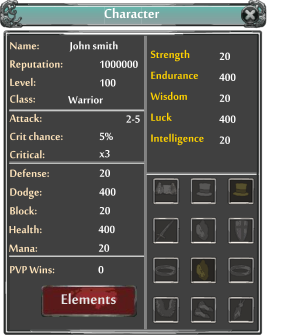 Character
Name: John smith
Reputation: 1000000
Level: 100
Class: Warrior
Attack: 2-5
Crit chance: 5%
Critical: x3
Defense: 20
Dodge: 400
Block: 20
Health: 400
Mana: 20
PVP Wins: 0
Elements
Strength 20
Endurance 400
Wisdom 20
Luck 400
Intelligence 20